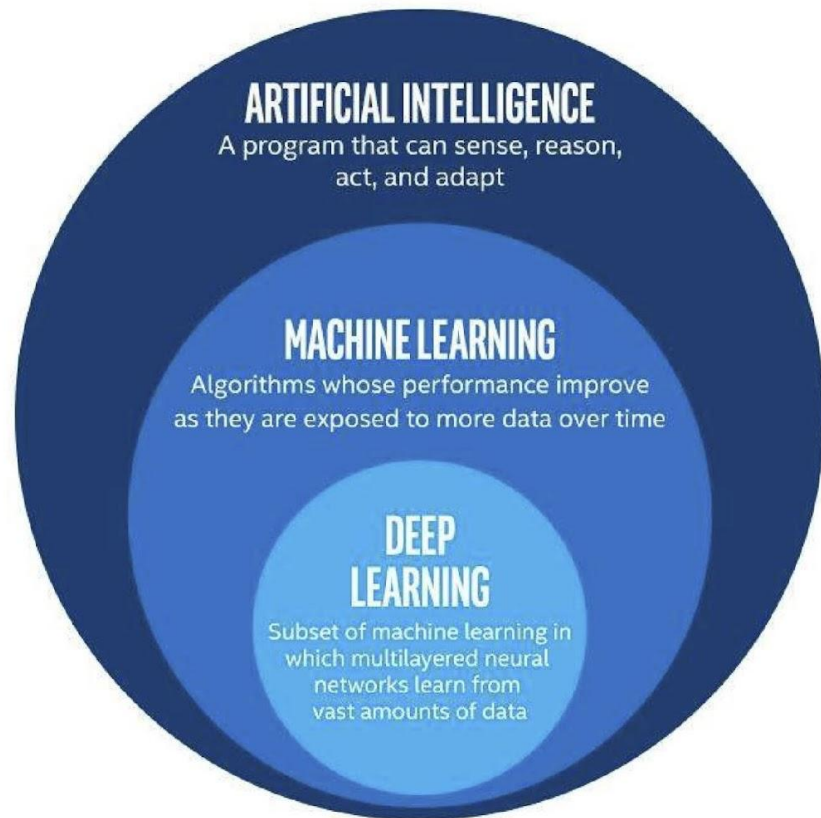 ARTIFICIAL INTELLIGENCE
A program that can sense, reason,
act, and adapt
MACHINE LEARNING
Algorithms whose performance improve
as they are exposed to more data over time
DEEP
LEARNING
Subset of machine learning in
which multilayered neural
networks learn from
vast amounts of data